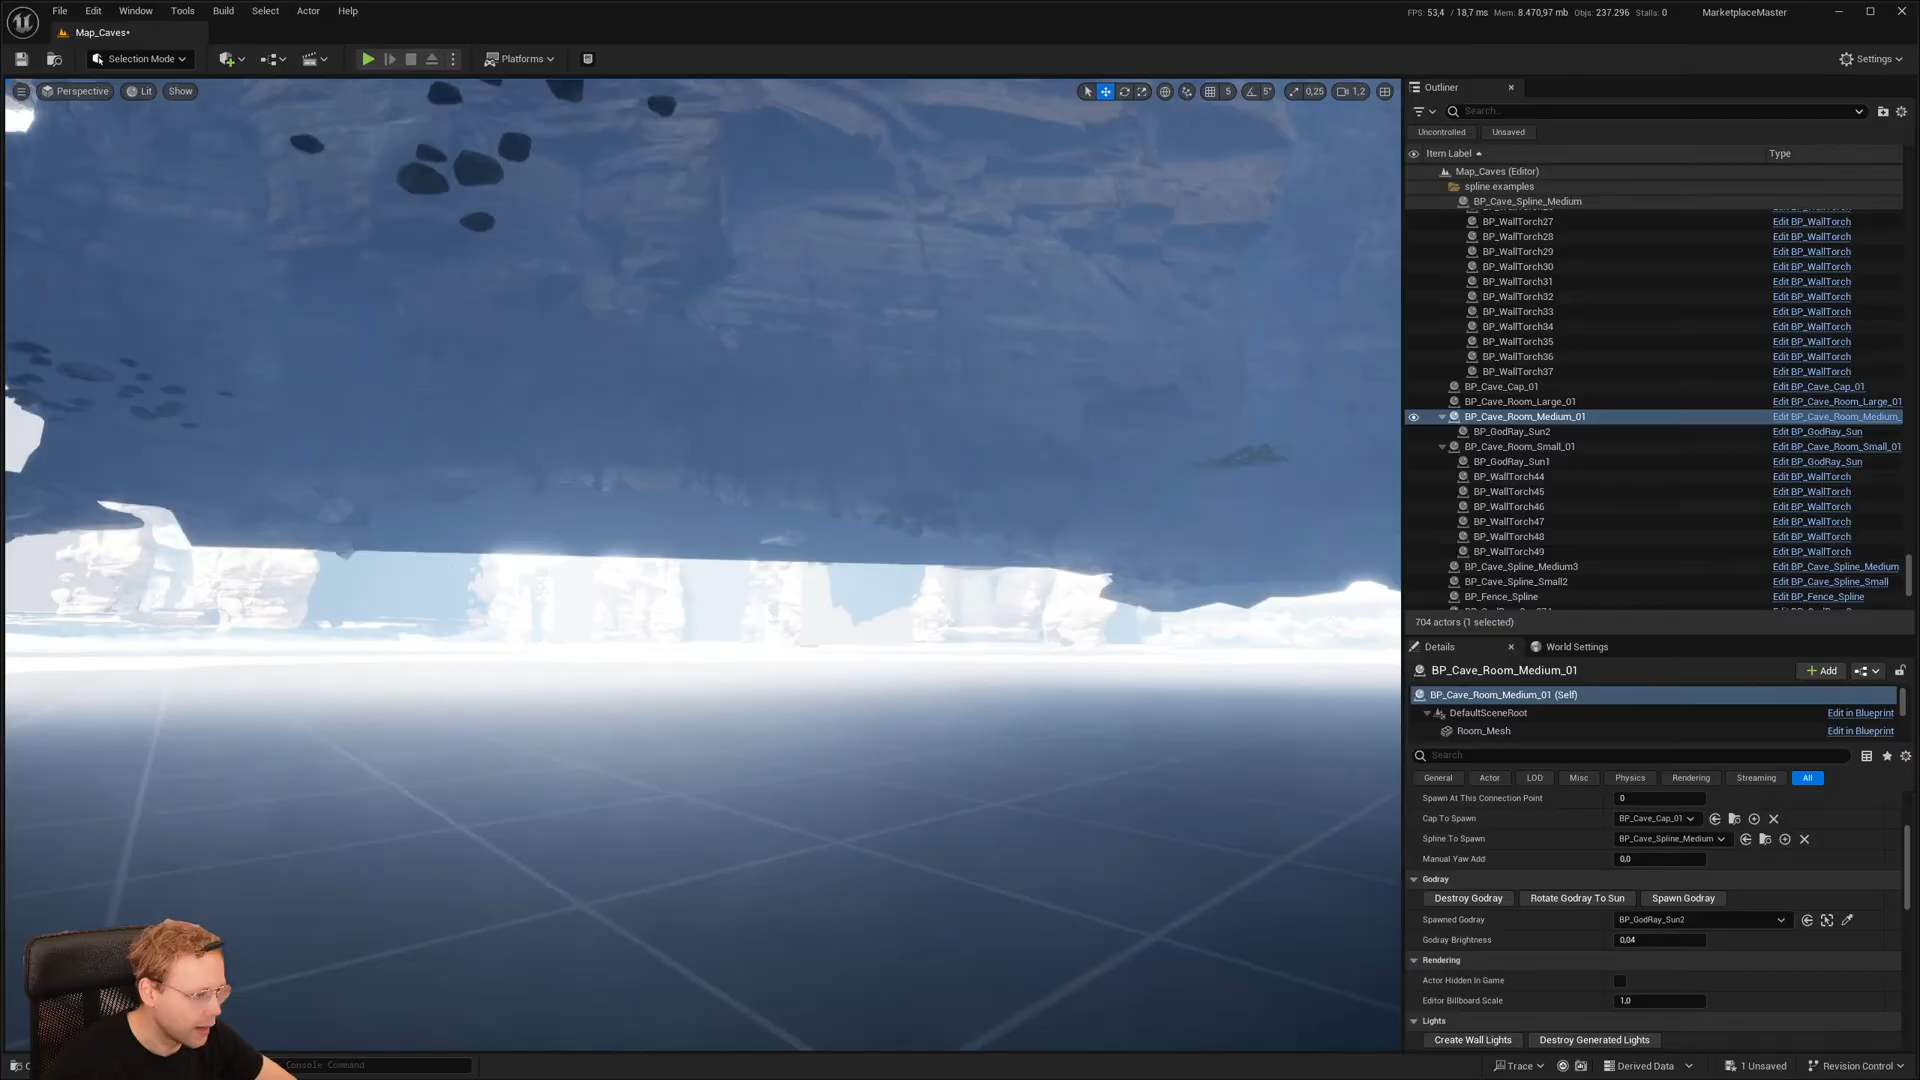 File Edit Window Tools Build Select Actor Help
FPS: 53,4 / 18,7 ms Mem: 8.470,97 mb Objs: 237.296 Stalls: 0 MarketplaceMaster
Map_Caves•
Selection Mode
Platforms
Settings
Perspective Lit Show
5 5° 0,25 1,2
Outliner
Search...
Uncontrolled Unsaved
Item Label Type
Map_Caves (Editor)
spline examples
BP_Cave_Spline_Medium
BP_WallTorch27 Edit BP_WallTorch
BP_WallTorch28 Edit BP_WallTorch
BP_WallTorch29 Edit BP_WallTorch
BP_WallTorch30 Edit BP_WallTorch
BP_WallTorch31 Edit BP_WallTorch
BP_WallTorch32 Edit BP_WallTorch
BP_WallTorch33 Edit BP_WallTorch
BP_WallTorch34 Edit BP_WallTorch
BP_WallTorch35 Edit BP_WallTorch
BP_WallTorch36 Edit BP_WallTorch
BP_WallTorch37 Edit BP_WallTorch
BP_Cave_Cap_01 Edit BP_Cave_Cap_01
BP_Cave_Room_Large_01 Edit BP_Cave_Room_Large_01
BP_Cave_Room_Medium_01 Edit BP_Cave_Room_Medium_
BP_GodRay_Sun2 Edit BP_GodRay_Sun
BP_Cave_Room_Small_01 Edit BP_Cave_Room_Small_01
BP_GodRay_Sun1 Edit BP_GodRay_Sun
BP_WallTorch44 Edit BP_WallTorch
BP_WallTorch45 Edit BP_WallTorch
BP_WallTorch46 Edit BP_WallTorch
BP_WallTorch47 Edit BP_WallTorch
BP_WallTorch48 Edit BP_WallTorch
BP_WallTorch49 Edit BP_WallTorch
BP_Cave_Spline_Medium3 Edit BP_Cave_Spline_Medium
BP_Cave_Spline_Small2 Edit BP_Cave_Spline_Small
BP_Fence_Spline Edit BP_Fence_Spline
704 actors (1 selected)
Details World Settings
BP_Cave_Room_Medium_01 Add
BP_Cave_Room_Medium_01 (Self)
DefaultSceneRoot Edit in Blueprint
Room_Mesh Edit in Blueprint
Search
General Actor LOD Misc Physics Rendering Streaming All
Spawn At This Connection Point 0
Cap To Spawn BP_Cave_Cap_01
Spline To Spawn BP_Cave_Spline_Medium
Manual Yaw Add 0,0
Godray
Destroy Godray Rotate Godray To Sun Spawn Godray
Spawned Godray BP_GodRay_Sun2
Godray Brightness 0,04
Rendering
Actor Hidden In Game
Editor Billboard Scale 1,0
Lights
Create Wall Lights Destroy Generated Lights
Console Command
Trace Derived Data 1 Unsaved Revision Control